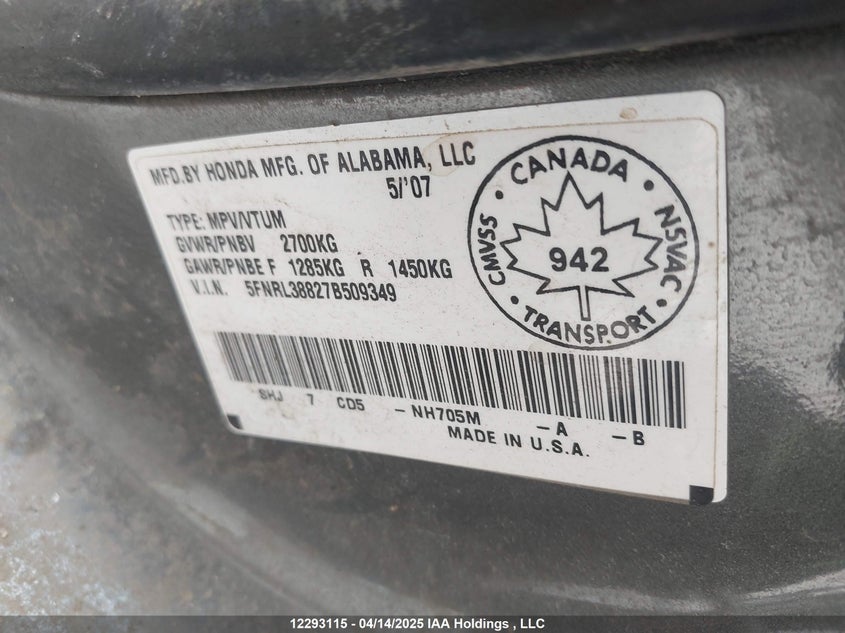 MFD.BY HONDA MFG. OF ALABAMA, LLC
5/'07
TYPE: MPV/VTUM
GVWR/PNBV 2700KG
GAWR/PNBE F 1285KG R 1450KG
V.I.N. 5FNRL38827B509349
CANADA
CMVSS
NSVAC
942
TRANSPORT
SHJ 7 CD5 - NH705M - A - B
MADE IN U.S.A.
12293115 - 04/14/2025 IAA Holdings , LLC